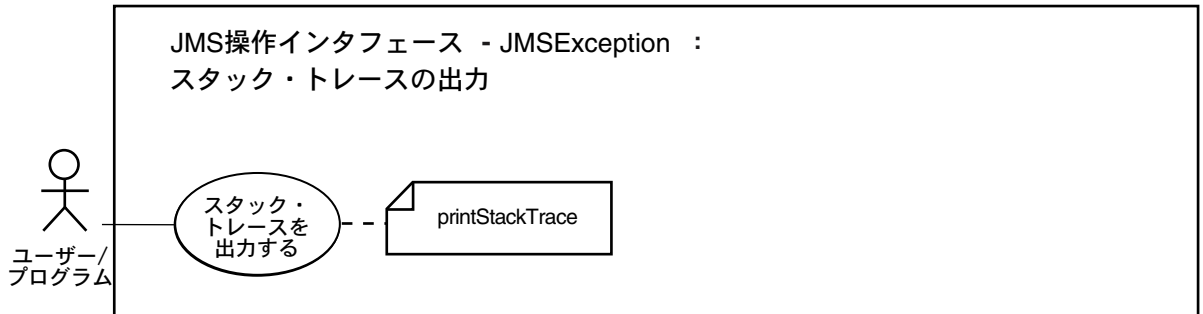 JMS操作インタフェース - JMSException :
スタック・トレースの出力
スタック・
トレースを
出力する
printStackTrace
ユーザー/
プログラム